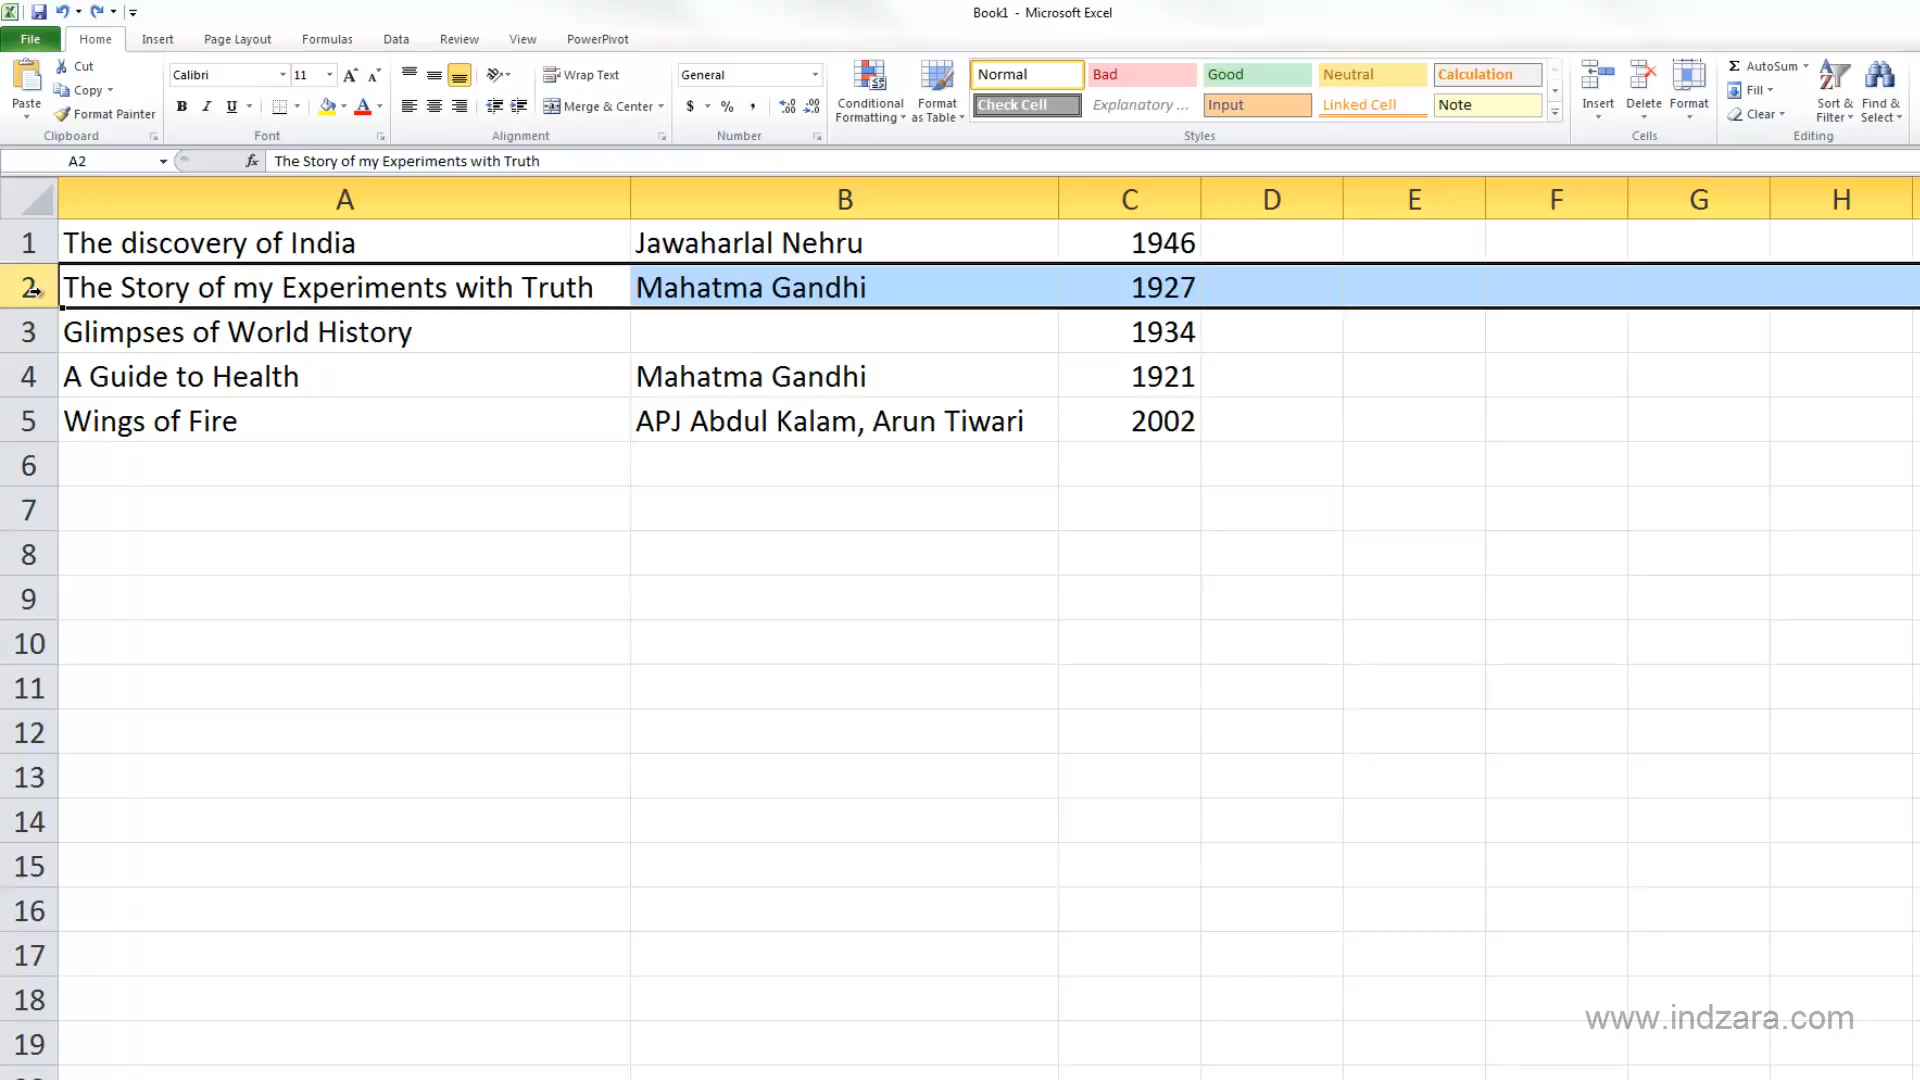 Book1 - Microsoft Excel
File Home Insert Page Layout Formulas Data Review View PowerPivot
Paste
Cut
Copy
Format Painter
Clipboard
Calibri 11
B I U A
Font
Wrap Text
Merge & Center
Alignment
General
$ % ,
Number
Conditional Formatting
Format as Table
Normal Bad Good Neutral Calculation
Check Cell Explanatory ... Input Linked Cell Note
Styles
Insert Delete Format
Cells
Σ AutoSum
Fill
Clear
Sort & Filter
Find & Select
Editing
A2 fx The Story of my Experiments with Truth
A B C D E F G H
1 The discovery of India Jawaharlal Nehru 1946
2 The Story of my Experiments with Truth Mahatma Gandhi 1927
3 Glimpses of World History 1934
4 A Guide to Health Mahatma Gandhi 1921
5 Wings of Fire APJ Abdul Kalam, Arun Tiwari 2002
6
7
8
9
10
11
12
13
14
15
16
17
18
19
www.indzara.com